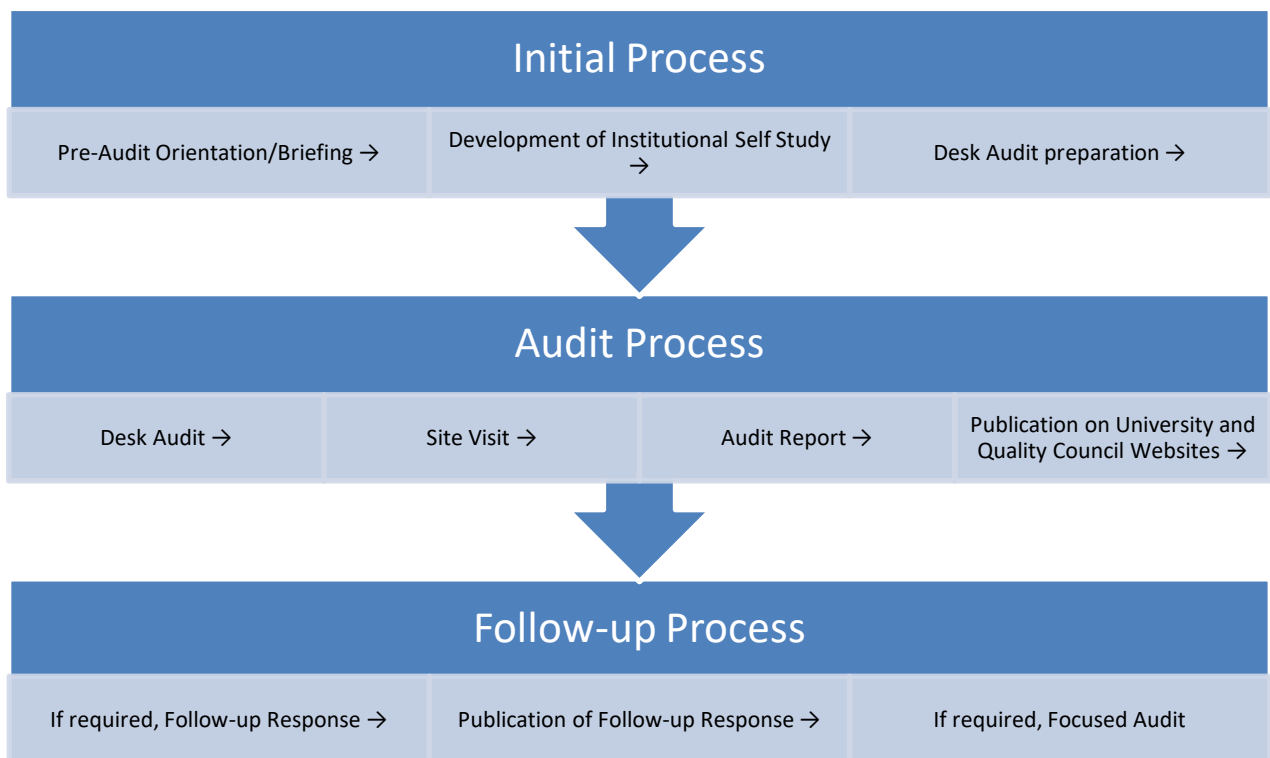 Initial Process
Pre-Audit Orientation/Briefing →
Development of Institutional Self Study
→
Desk Audit preparation →
Audit Process
Desk Audit →
Site Visit →
Audit Report →
Publication on University and
Quality Council Websites →
Follow-up Process
If required, Follow-up Response →
Publication of Follow-up Response →
If required, Focused Audit